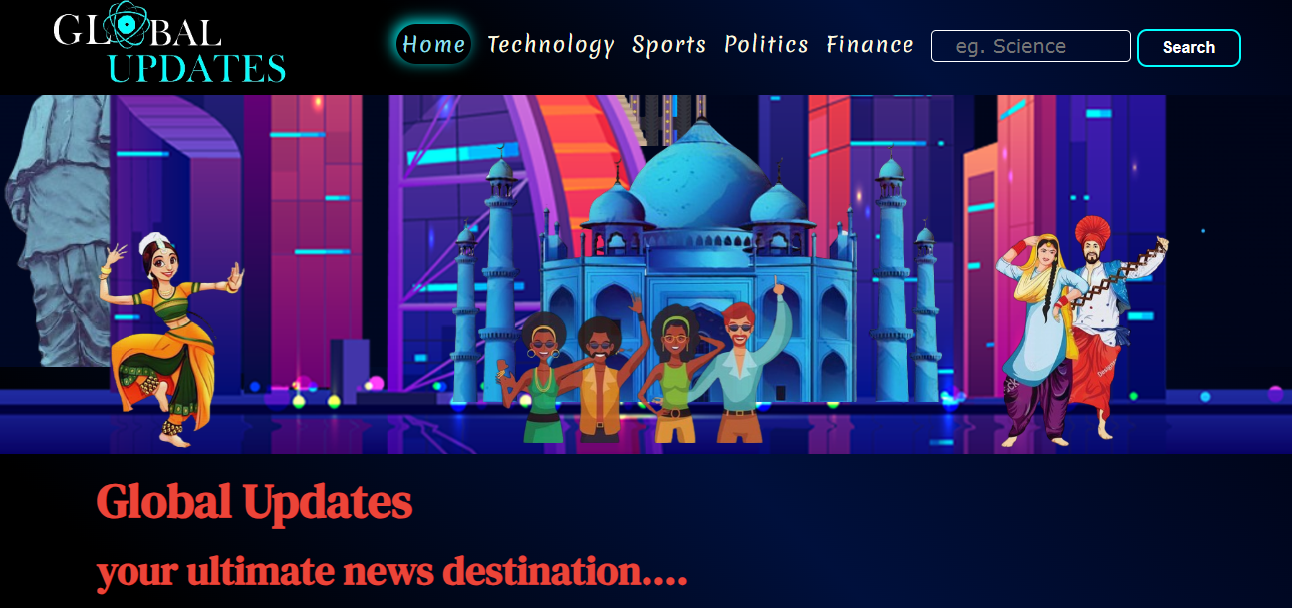 GLOBAL
UPDATES
Home Technology Sports Politics Finance eg. Science Search
Global Updates
your ultimate news destination....